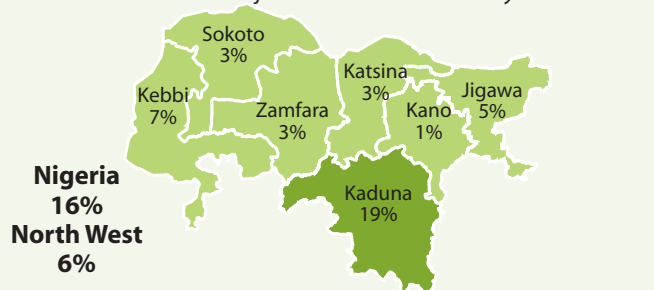 Sokoto
3%
Katsina
3%
Kebbi
7%
Zamfara
3%
Kano
1%
Jigawa
5%
Nigeria
16%
North West
6%
Kaduna
19%